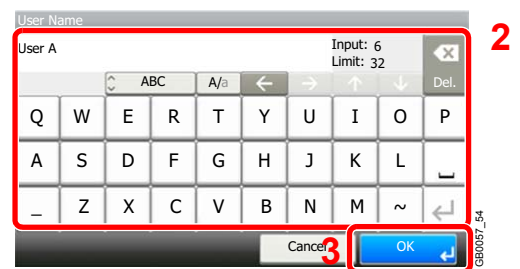 User Name
User A Input: 6
Limit: 32
2
ABC A/a ← → ↑ ↓ Del.
Q W E R T Y U I O P
A S D F G H J K L
_ Z X C V B N M ~
Cancel 3 OK
GB0057_54